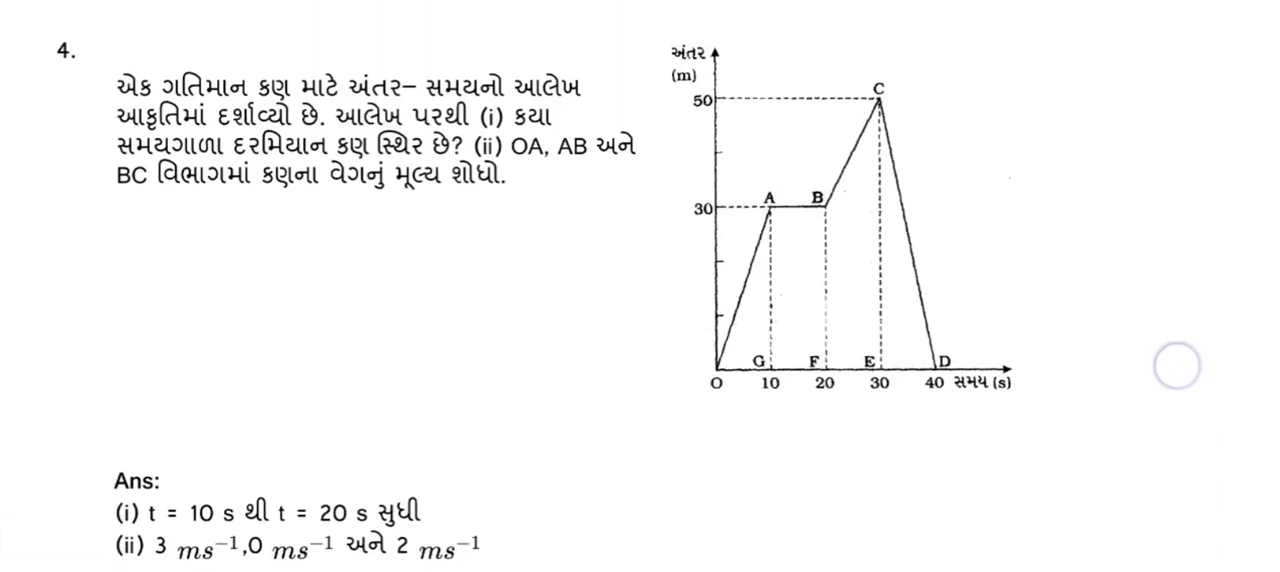 4.
એક ગતિમાન કણ માટે અંતર– સમયનો આલેખ
આકૃતિમાં દર્શાવ્યો છે. આલેખ પરથી (i) કયા
સમયગાળા દરમિયાન કણ સ્થિર છે? (ii) OA, AB અને
BC વિભાગમાં કણના વેગનું મૂલ્ય શોધો.
અંતર
(m)
50
C
30
A
B
G
F
E
D
O
10
20
30
40
સમય (s)
Ans:
(i) t = 10 s થી t = 20 s સુધી
(ii) 3 ms⁻¹,0 ms⁻¹ અને 2 ms⁻¹